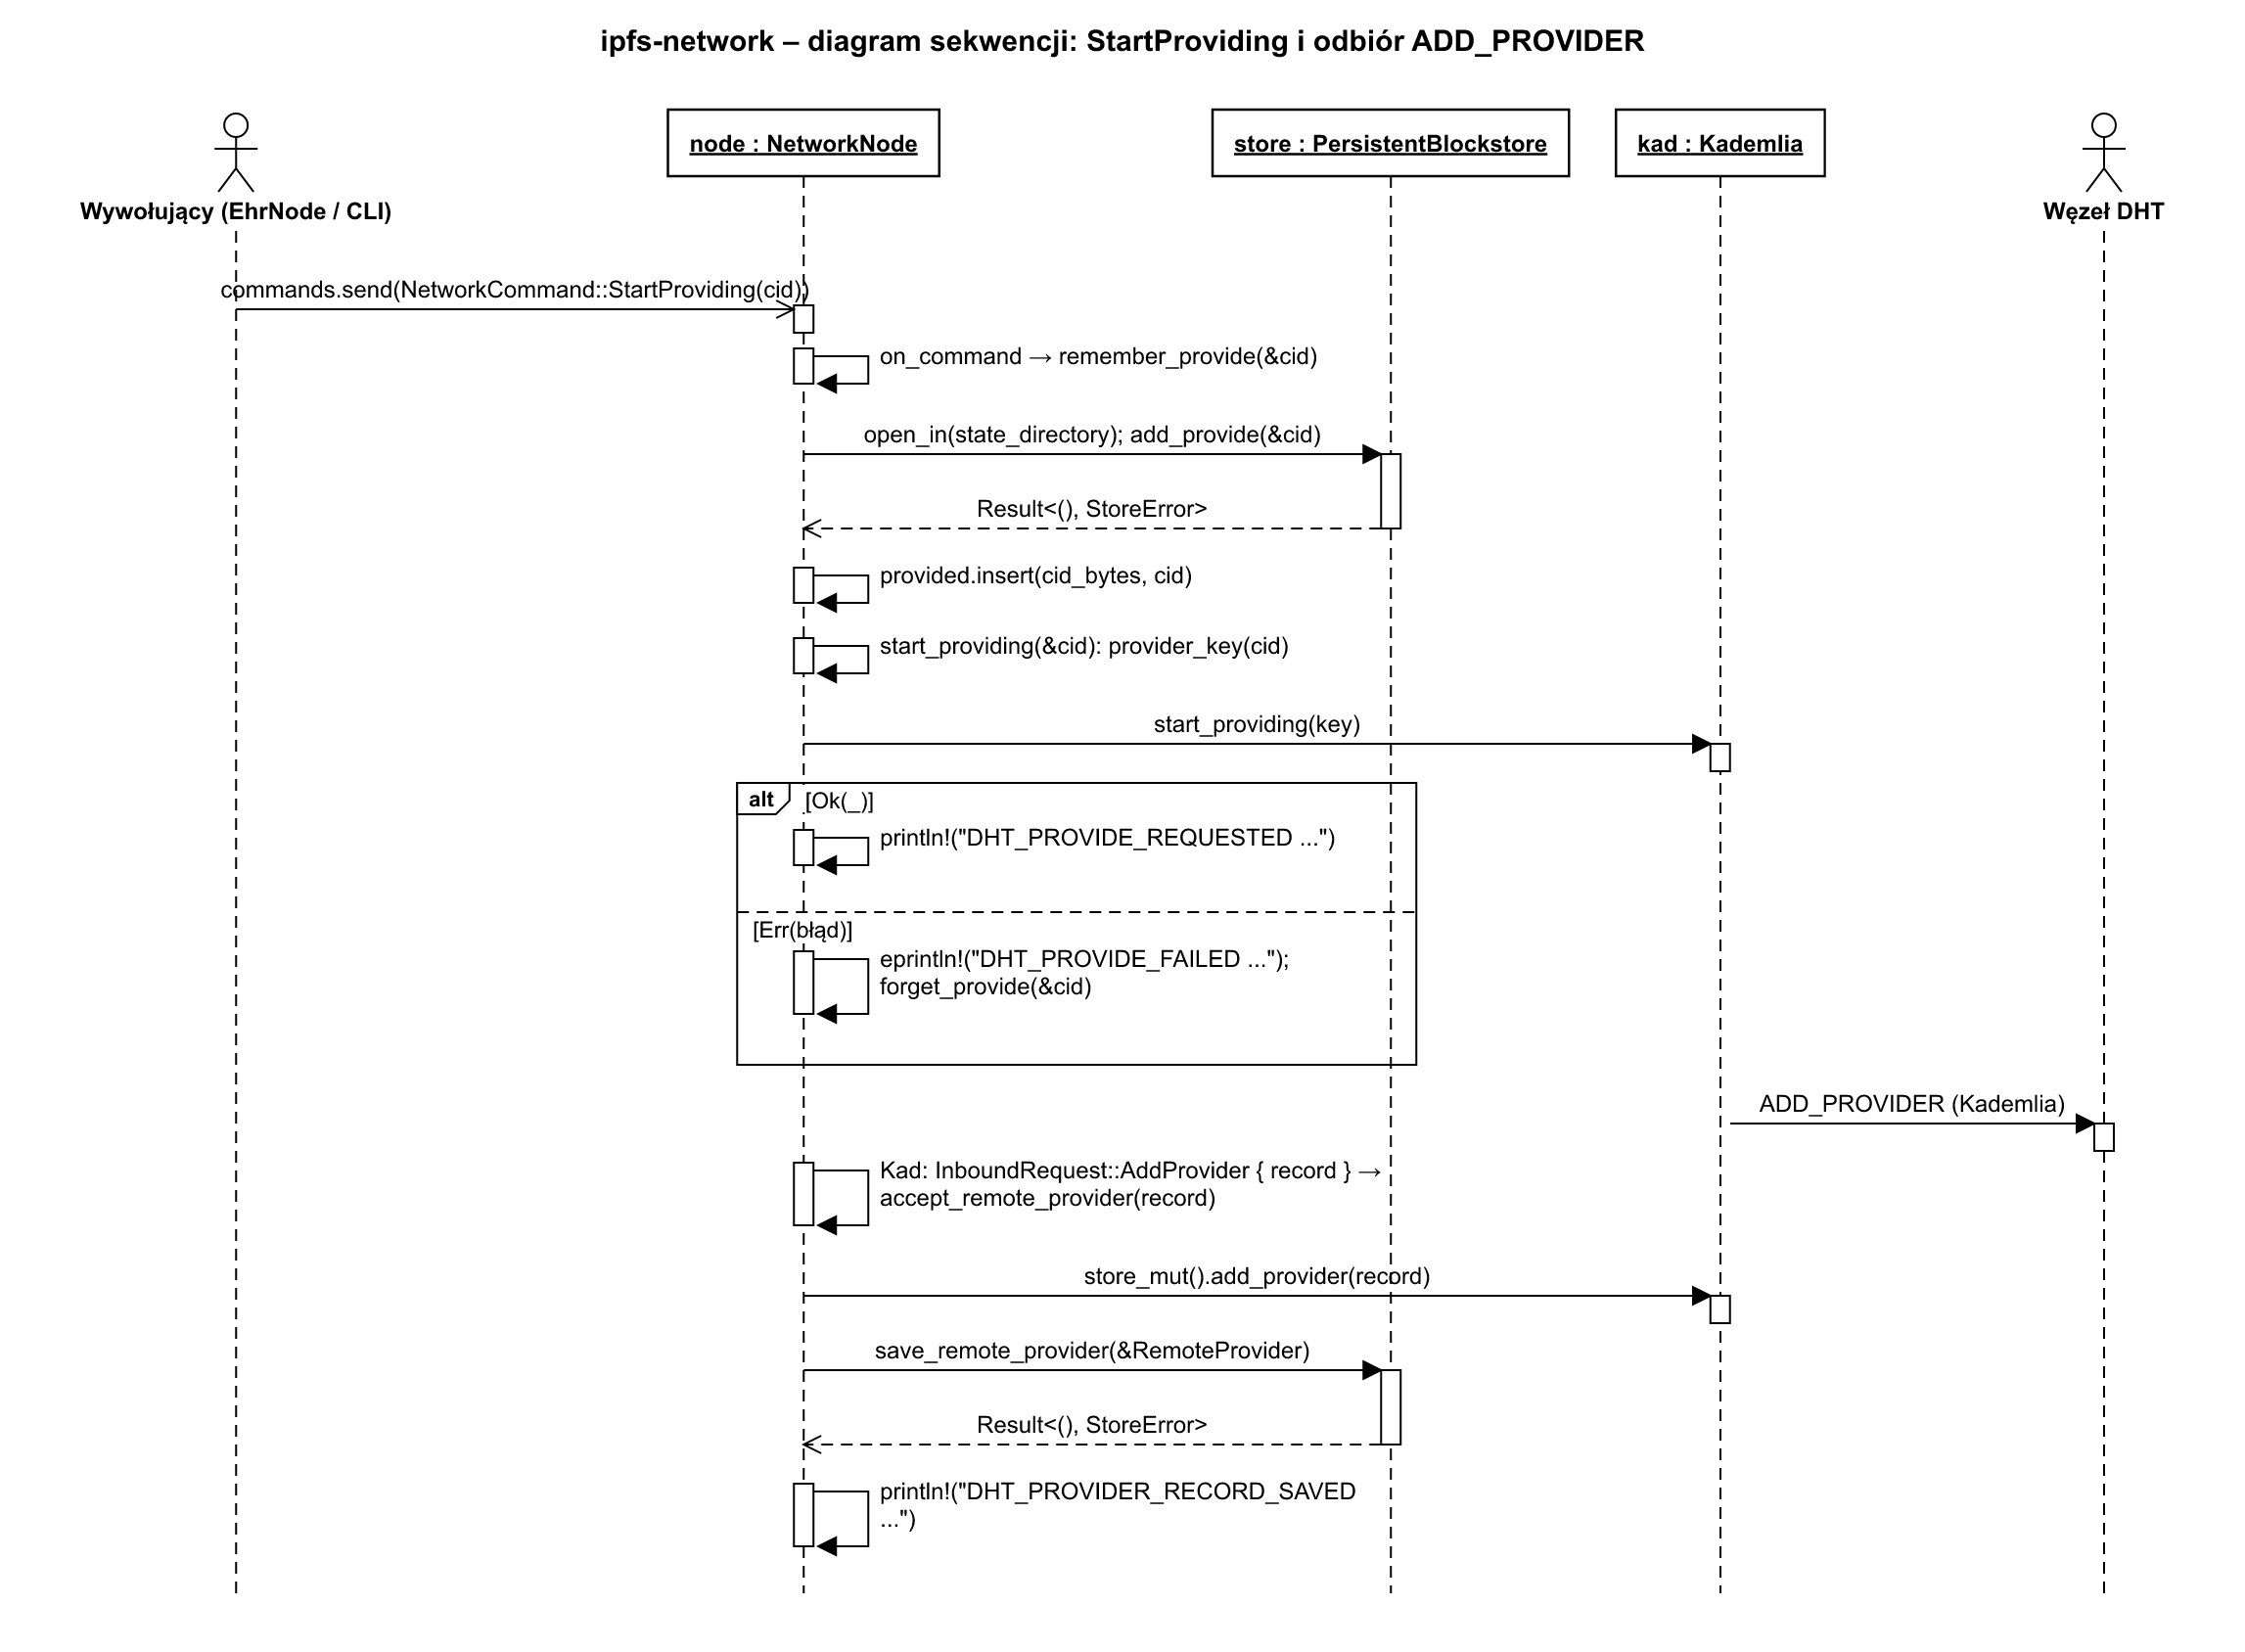 ipfs-network – diagram sekwencji: StartProviding i odbiór ADD_PROVIDER
Wywołujący (EhrNode / CLI)
node : NetworkNode
store : PersistentBlockstore
kad : Kademlia
Węzeł DHT
commands.send(NetworkCommand::StartProviding(cid))
on_command → remember_provide(&cid)
open_in(state_directory); add_provide(&cid)
Result<(), StoreError>
provided.insert(cid_bytes, cid)
start_providing(&cid): provider_key(cid)
start_providing(key)
alt [Ok(_)]
println!("DHT_PROVIDE_REQUESTED ...")
[Err(błąd)]
eprintln!("DHT_PROVIDE_FAILED ...");
forget_provide(&cid)
ADD_PROVIDER (Kademlia)
Kad: InboundRequest::AddProvider { record } →
accept_remote_provider(record)
store_mut().add_provider(record)
save_remote_provider(&RemoteProvider)
Result<(), StoreError>
println!("DHT_PROVIDER_RECORD_SAVED
...")